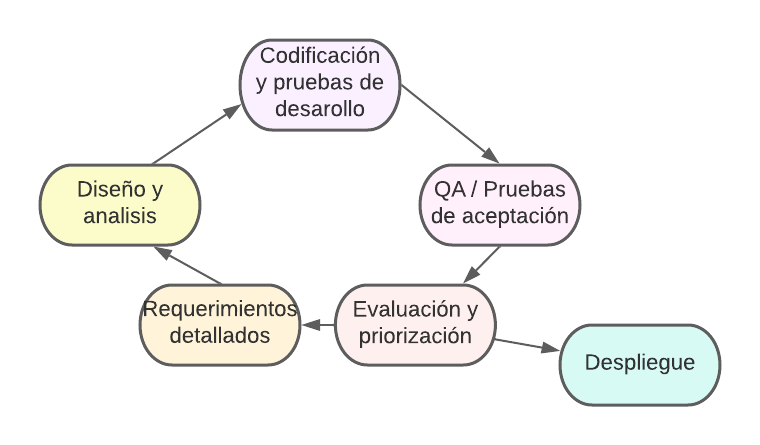 Codificación
y pruebas de
desarollo
Diseño y
analisis
QA / Pruebas
de aceptación
Requerimientos
detallados
Evaluación y
priorización
Despliegue